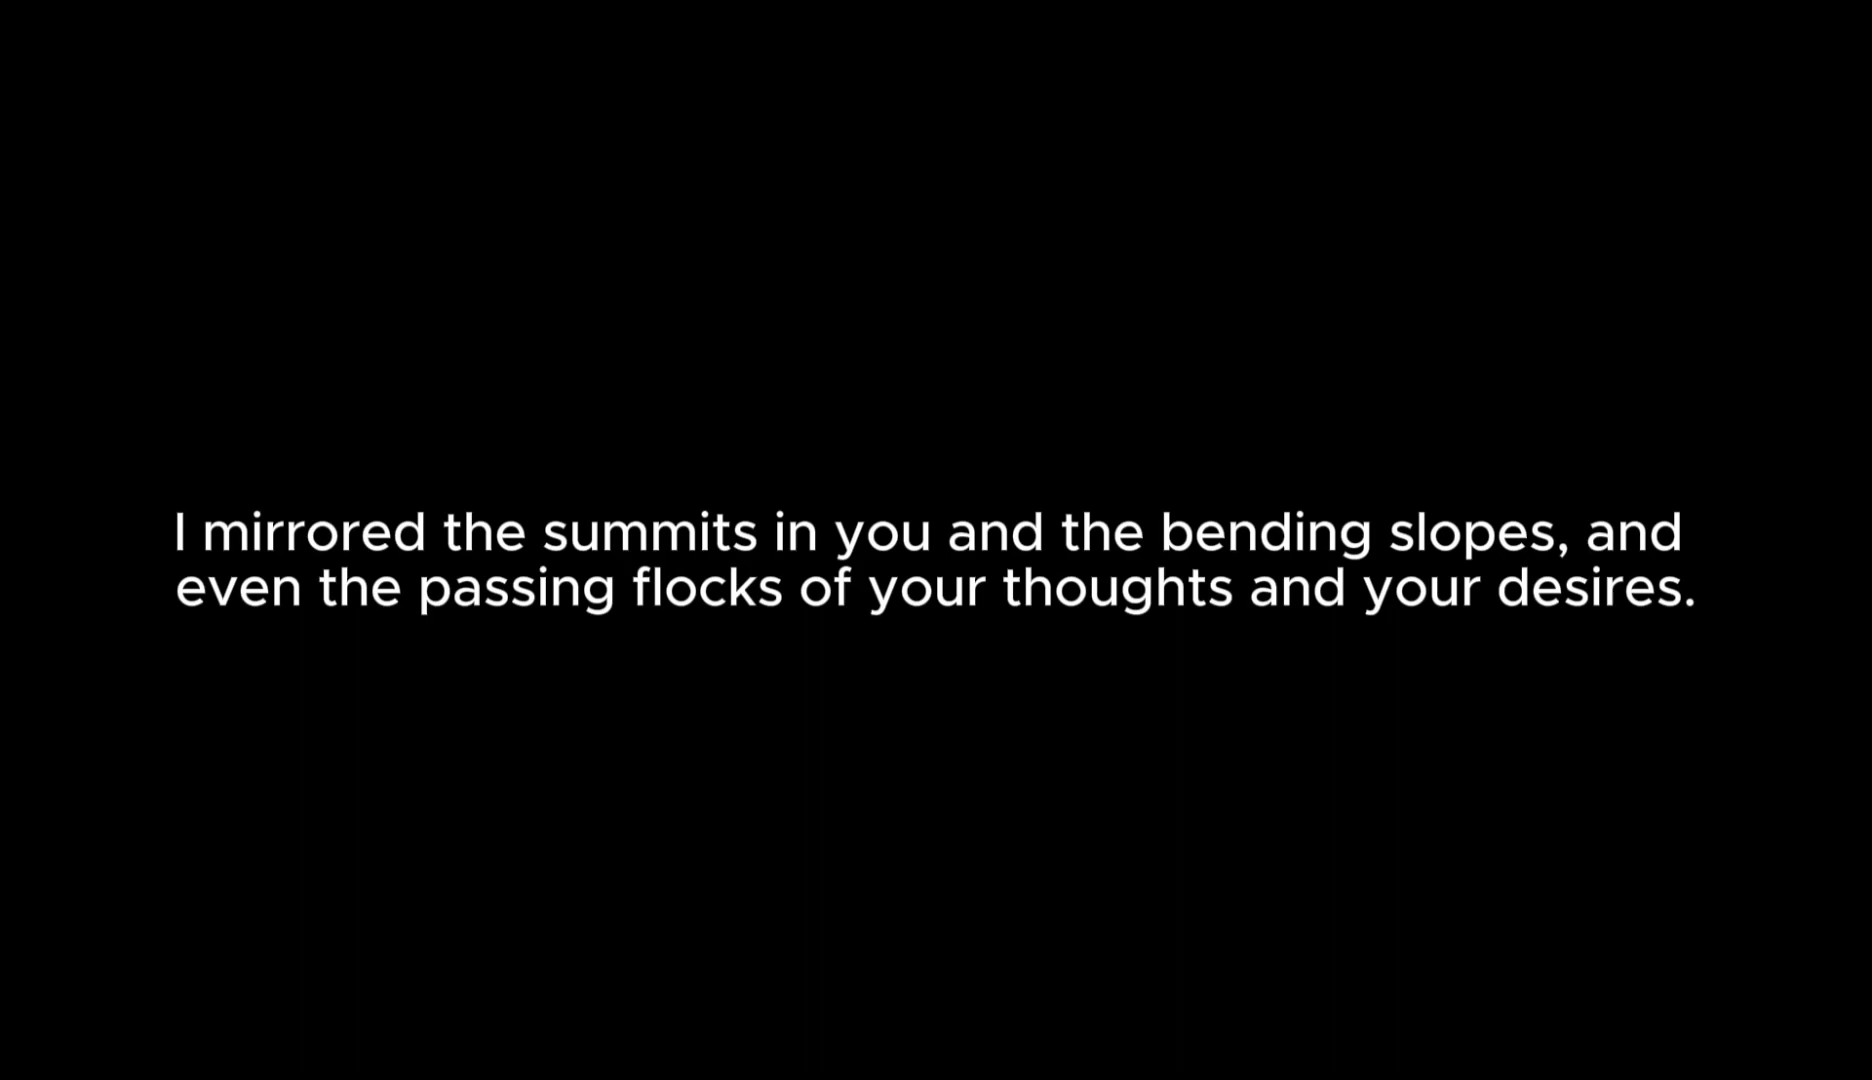 I mirrored the summits in you and the bending slopes, and
even the passing flocks of your thoughts and your desires.